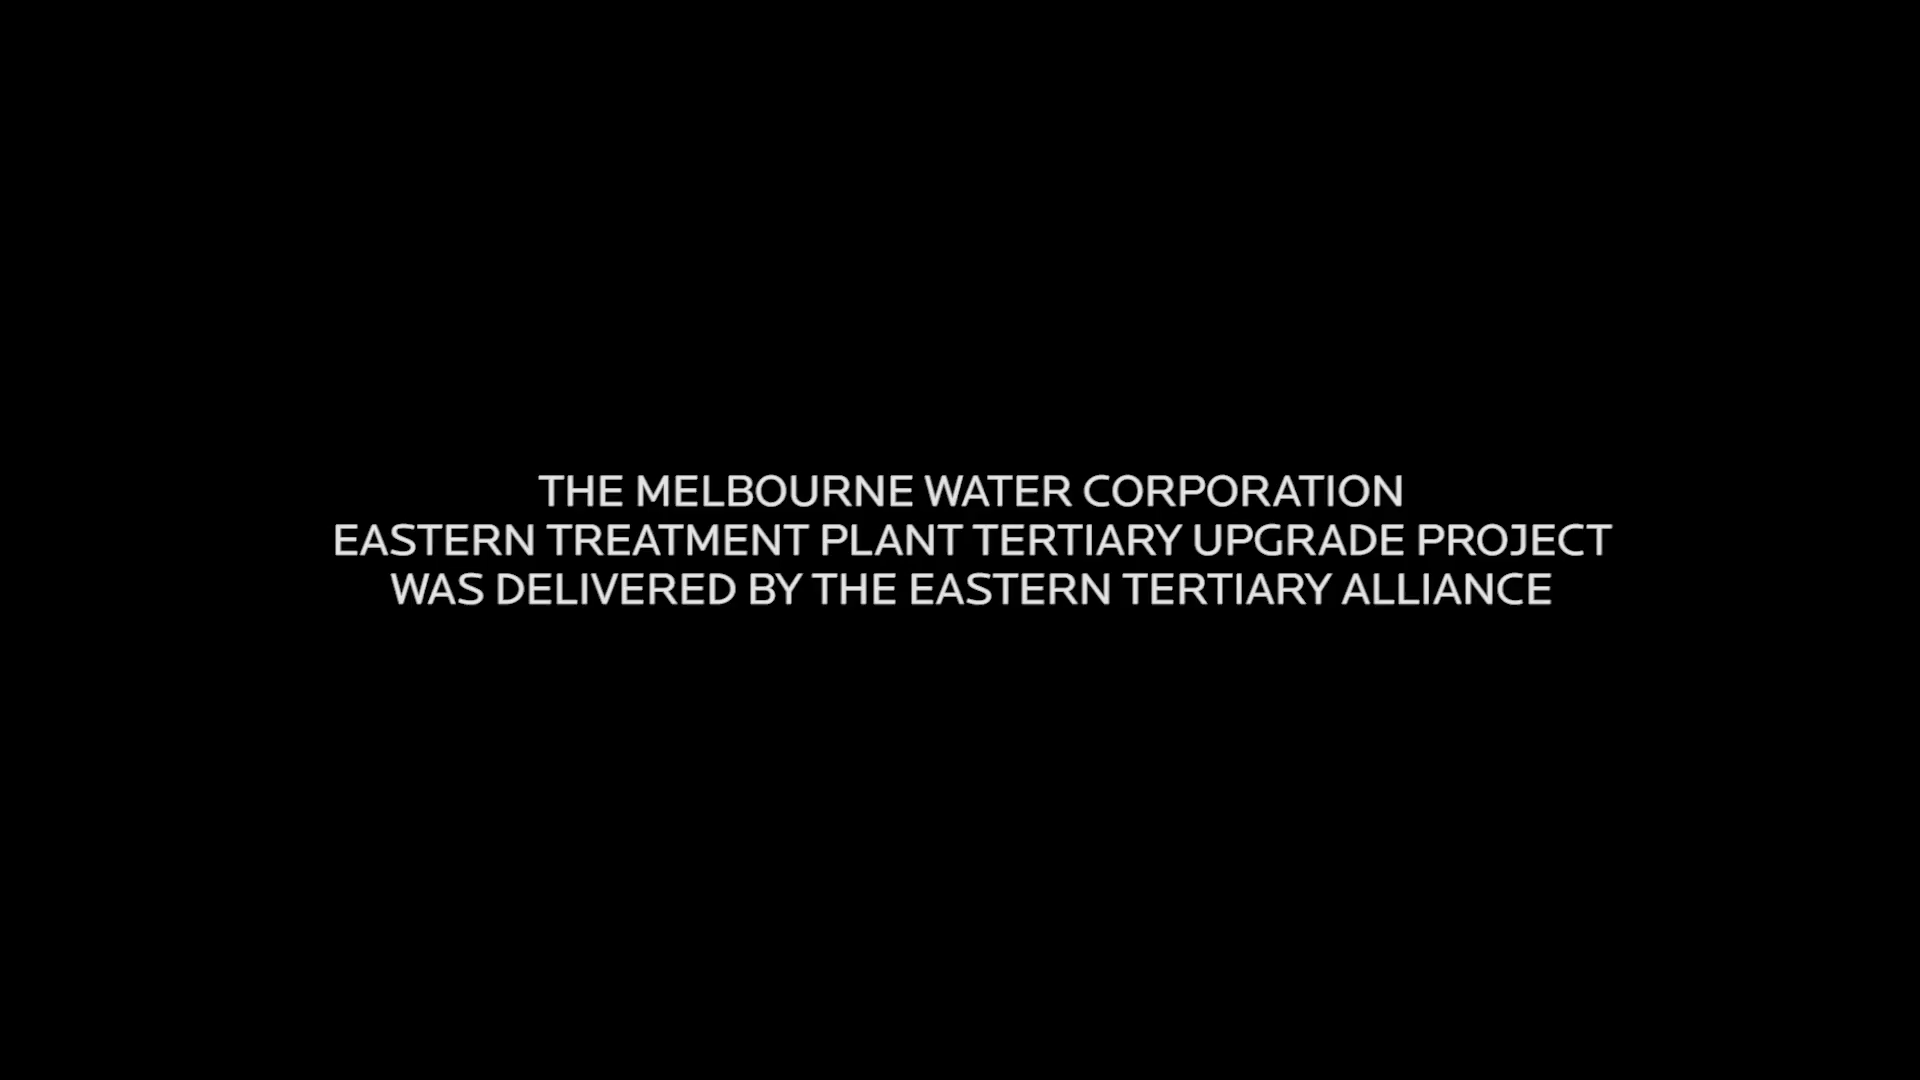 THE MELBOURNE WATER CORPORATION
EASTERN TREATMENT PLANT TERTIARY UPGRADE PROJECT
WAS DELIVERED BY THE EASTERN TERTIARY ALLIANCE